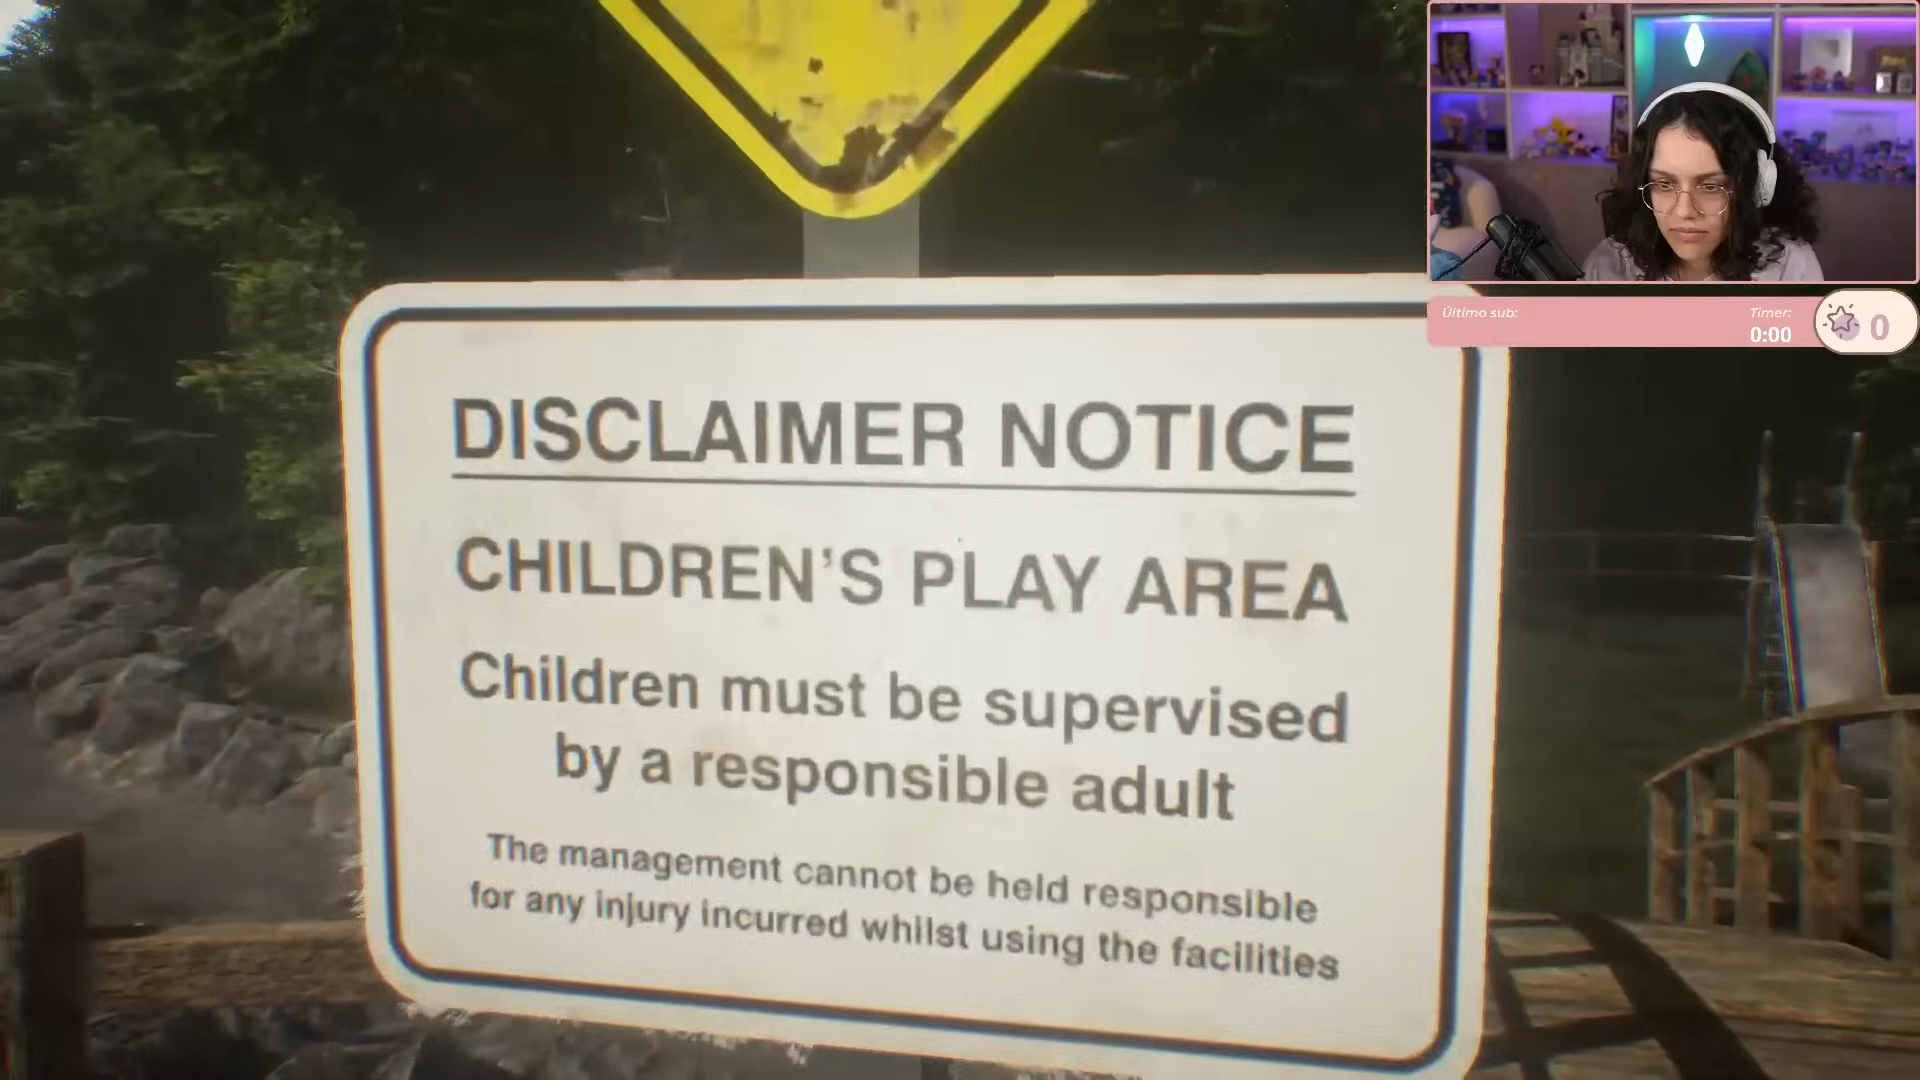 DISCLAIMER NOTICE
CHILDREN'S PLAY AREA
Children must be supervised
by a responsible adult
The management cannot be held responsible
for any injury incurred whilst using the facilities
Último sub:
Timer:
0:00
0